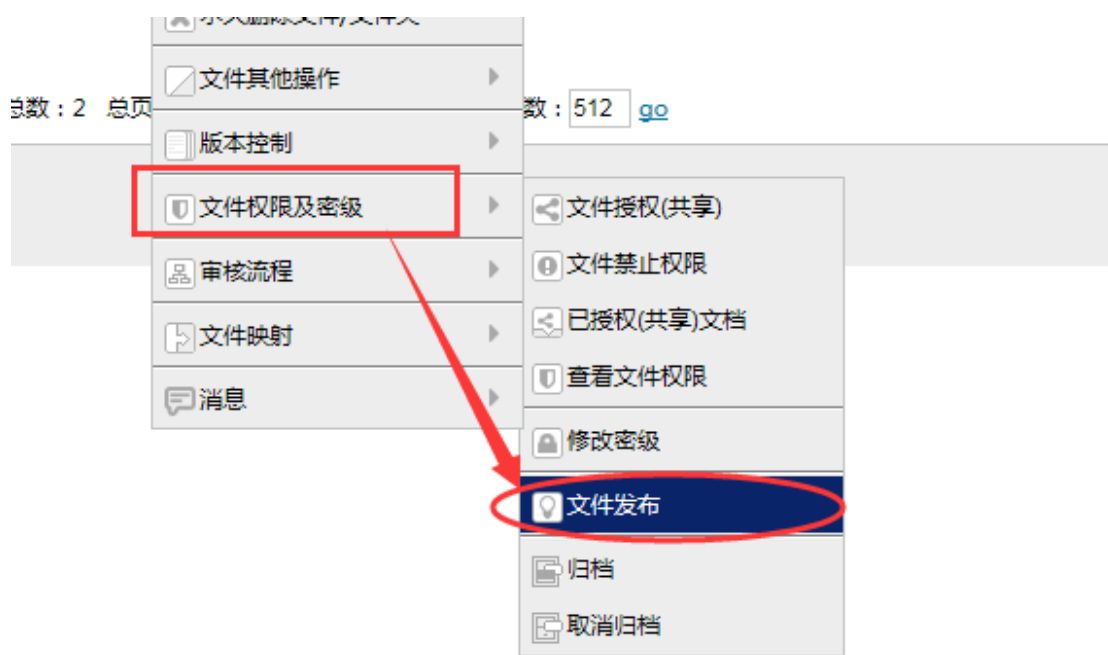 文件其他操作
总数：2 总页
数：512 go
版本控制
文件权限及密级
文件授权(共享)
文件禁止权限
审核流程
已授权(共享)文档
文件映射
查看文件权限
消息
修改密级
文件发布
归档
取消归档